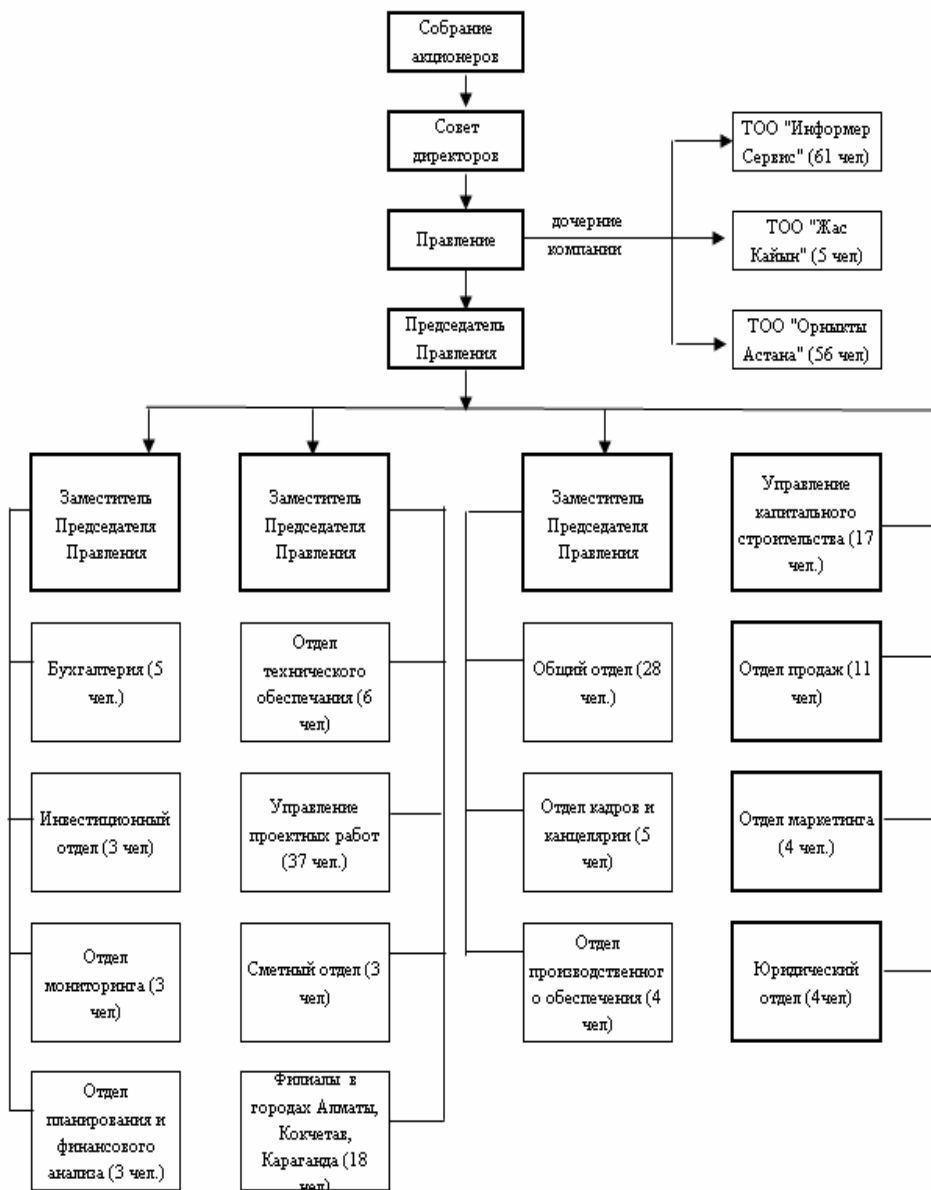 Собрание
акционеров
Совет
директоров
Правление
дочерние
компании
ТОО "Информер
Сервис" (61 чел)
ТОО "Жас
Кайын" (5 чел)
ТОО "Орныкты
Астана" (56 чел)
Председатель
Правления
Заместитель
Председателя
Правления
Бухгалтерия (5
чел.)
Инвестиционный
отдел (3 чел)
Отдел
мониторинга (3
чел)
Отдел
планирования и
финансового
анализа (3 чел.)
Заместитель
Председателя
Правления
Отдел
технического
обеспечания (6
чел)
Управление
проектных работ
(37 чел.)
Сметный отдел (3
чел)
Филиалы в
городах Алматы,
Кокчетав,
Караганда (18
чел)
Заместитель
Председателя
Правления
Общий отдел (28
чел.)
Отдел кадров и
канцелярии (5
чел)
Отдел
производственног
о обеспечения (4
чел)
Управление
капитального
строительства (17
чел.)
Отдел продаж (11
чел)
Отдел маркетинга
(4 чел.)
Юридический
отдел (4чел)